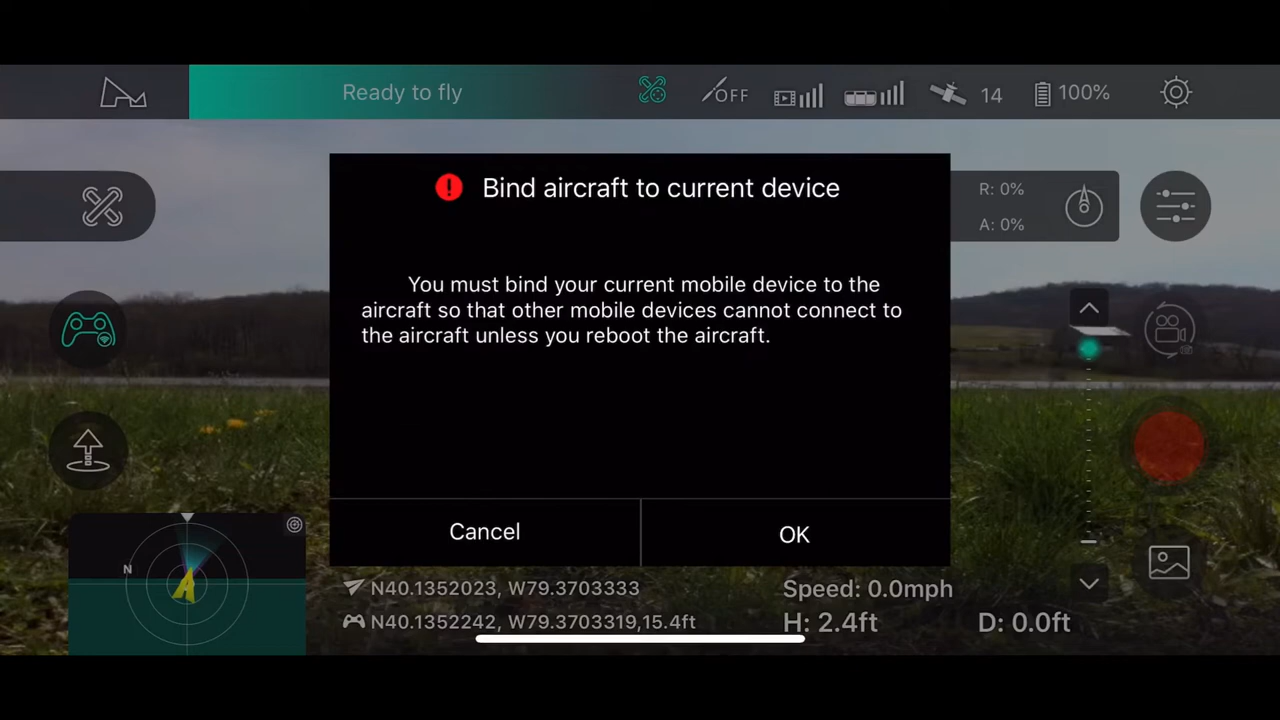 Ready to fly
OFF
14
100%
Bind aircraft to current device
R: 0%
A: 0%
You must bind your current mobile device to the
aircraft so that other mobile devices cannot connect to
the aircraft unless you reboot the aircraft.
Cancel
OK
N
N40.1352023, W79.3703333
Speed: 0.0mph
N40.1352242, W79.3703319,15.4ft
H: 2.4ft
D: 0.0ft